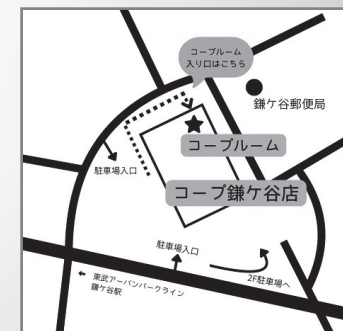 コープルーム
入り口はこちら
鎌ケ谷郵便局
コープルーム
駐車場入口
コープ鎌ケ谷店
駐車場入口
東武アーバンパークライン
鎌ケ谷駅
2F駐車場へ